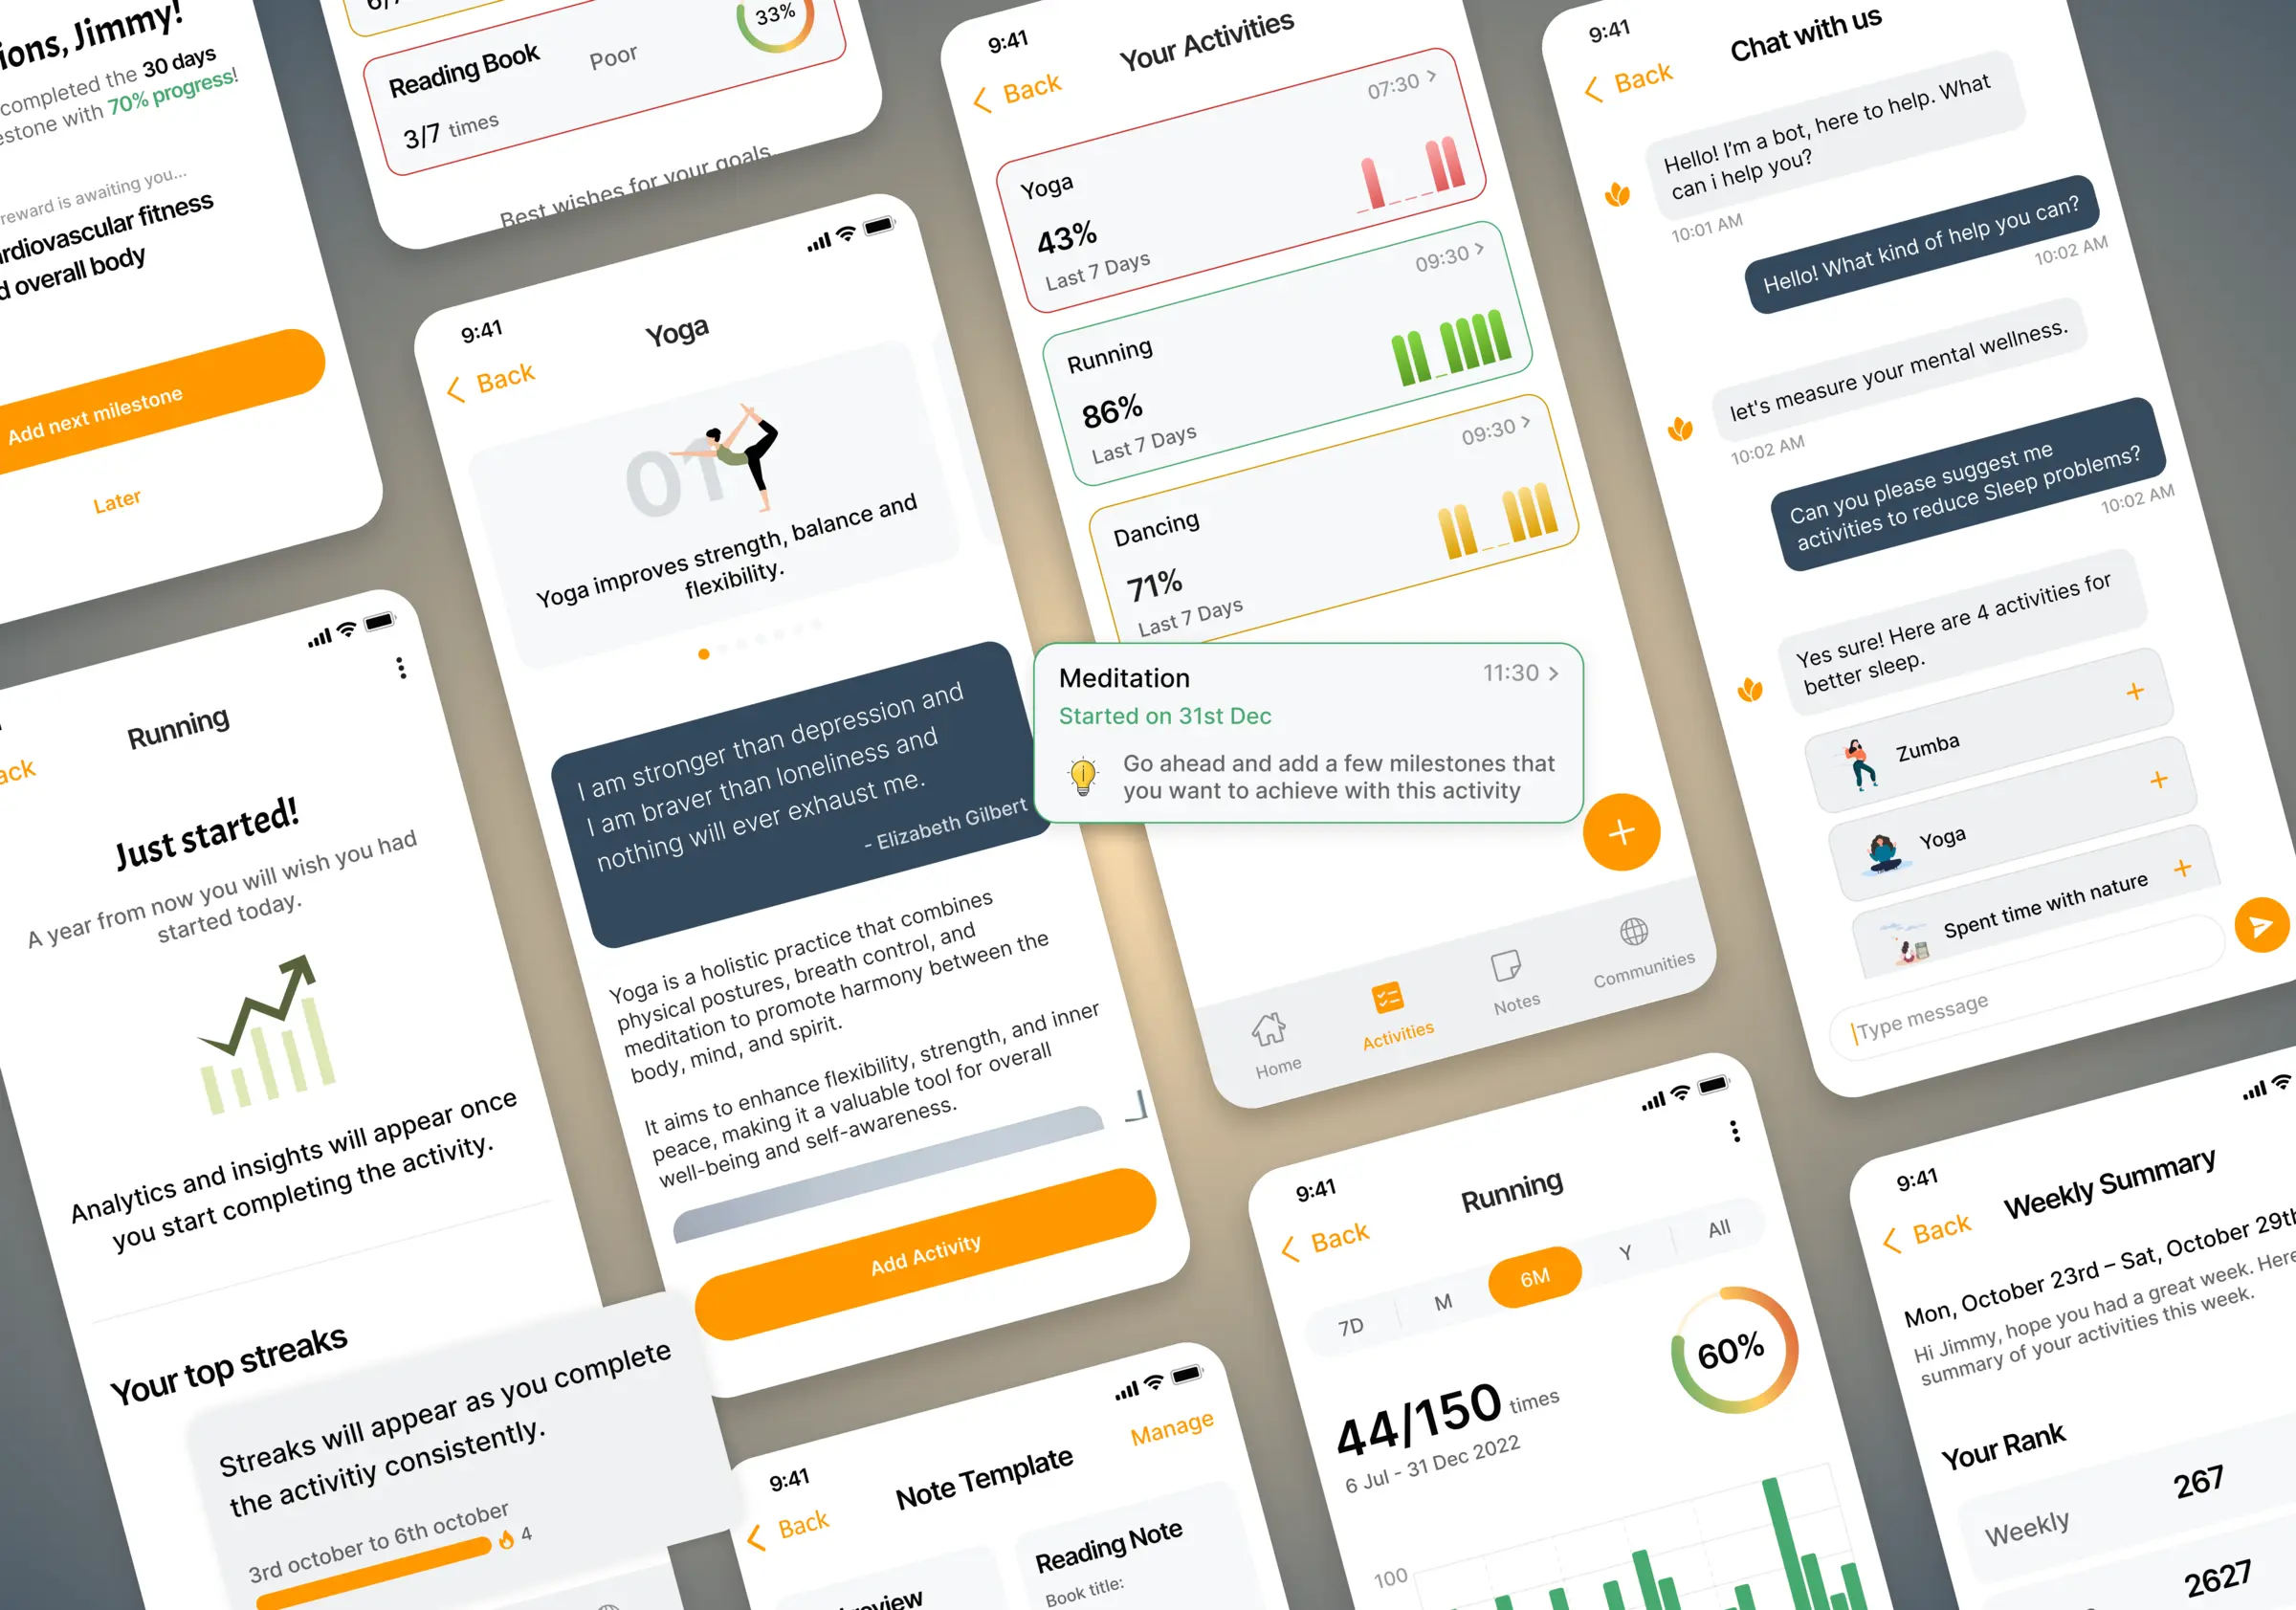 ions, Jimmy!
completed the 30 days
estone with 70% progress!
reward is awaiting you...
rdiovascular fitness
d overall body
Add next milestone
Later
6/7
Reading Book
Poor
33%
3/7 times
Best wishes for your goals.
ack
Running
Just started!
A year from now you will wish you had
started today.
Analytics and insights will appear once
you start completing the activity.
Your top streaks
Streaks will appear as you complete
the activitiy consistently.
3rd october to 6th october
4
9:41
Back
Yoga
01
Yoga improves strength, balance and
flexibility.
I am stronger than depression and
I am braver than loneliness and
nothing will ever exhaust me.
- Elizabeth Gilbert
Yoga is a holistic practice that combines
physical postures, breath control, and
meditation to promote harmony between the
body, mind, and spirit.
It aims to enhance flexibility, strength, and inner
peace, making it a valuable tool for overall
well-being and self-awareness.
Add Activity
9:41
Back
Note Template
Manage
review
Reading Note
Book title:
9:41
Back
Your Activities
Yoga
07:30
43%
Last 7 Days
Running
09:30
86%
Last 7 Days
Dancing
09:30
71%
Last 7 Days
Meditation
11:30
Started on 31st Dec
Go ahead and add a few milestones that
you want to achieve with this activity
Home
Activities
Notes
Communities
9:41
Back
Running
7D
M
6M
Y
All
60%
44/150 times
6 Jul - 31 Dec 2022
100
9:41
Back
Chat with us
Hello! I'm a bot, here to help. What
can i help you?
10:01 AM
Hello! What kind of help you can?
10:02 AM
let's measure your mental wellness.
10:02 AM
Can you please suggest me
activities to reduce Sleep problems?
10:02 AM
Yes sure! Here are 4 activities for
better sleep.
Zumba
Yoga
Spent time with nature
Type message
9:41
Back
Weekly Summary
Mon, October 23rd – Sat, October 29th
Hi Jimmy, hope you had a great week. Here
summary of your activities this week.
Your Rank
Weekly
267
2627